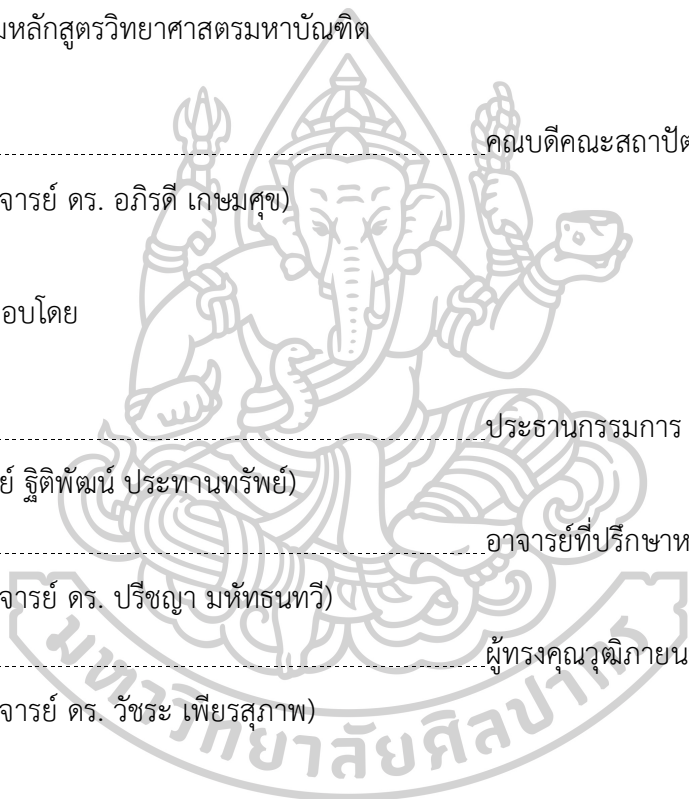 มหลักสูตรวิทยาศาสตรมหาบัณฑิต
คณบดีคณะสถาปัต
จารย์ ดร. อภิรดี เกษมศุข)
อบโดย
ประธานกรรมการ
ย์ ฐิติพัฒน์ ประทานทรัพย์)
อาจารย์ที่ปรึกษาห
จารย์ ดร. ปรีชญา มหัทธนทวี)
ผู้ทรงคุณวุฒิภายน
จารย์ ดร. วัชระ เพียรสุภาพ)
มหาวิทยาลัยศิลปากร